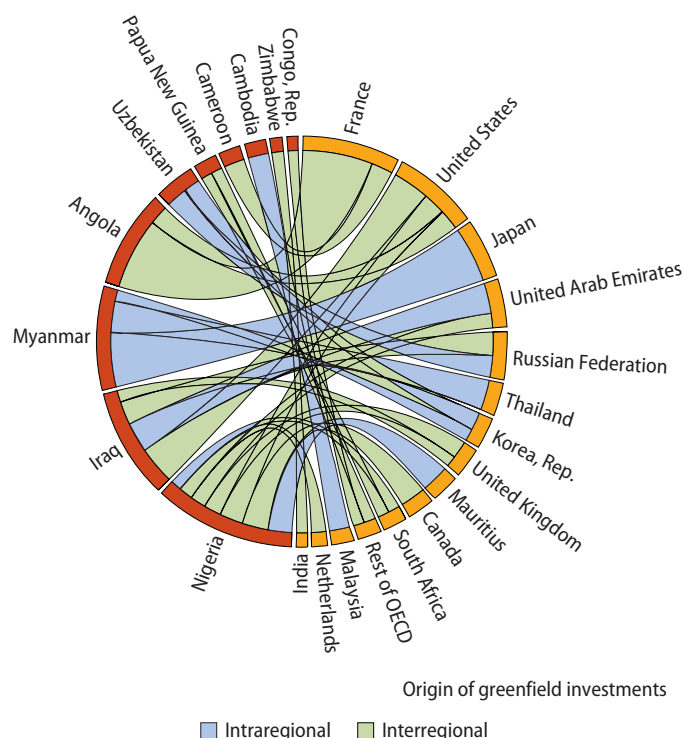 Congo, Rep.
Zimbabwe
Cambodia
Cameroon
Papua New Guinea
Uzbekistan
Angola
Myanmar
Iraq
Nigeria
France
United States
Japan
United Arab Emirates
Russian Federation
Thailand
Korea, Rep.
United Kingdom
Mauritius
Canada
South Africa
Rest of OECD
Malaysia
Netherlands
India
Origin of greenfield investments
Intraregional
Interregional